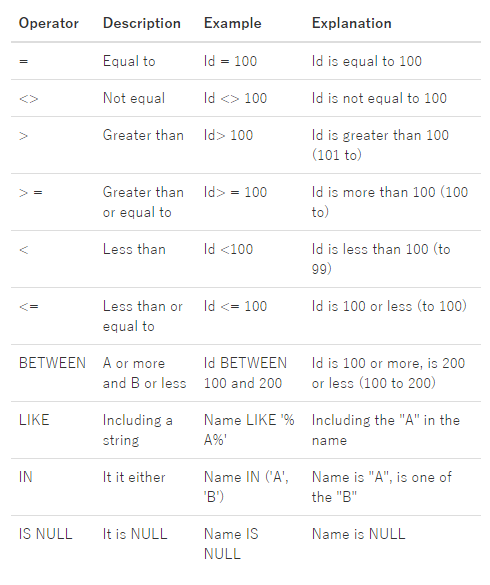 Operator Description Example Explanation
= Equal to Id = 100 Id is equal to 100
<> Not equal Id <> 100 Id is not equal to 100
> Greater than Id> 100 Id is greater than 100
(101 to)
> = Greater than Id> = 100 Id is more than 100 (100
or equal to to)
< Less than Id <100 Id is less than 100 (to
99)
<= Less than or Id <= 100 Id is 100 or less (to 100)
equal to
BETWEEN A or more Id BETWEEN Id is 100 or more, is 200
and B or less 100 and 200 or less (100 to 200)
LIKE Including a Name LIKE '% Including the "A" in the
string A%' name
IN It it either Name IN ('A', Name is "A", is one of
'B') the "B"
IS NULL It is NULL Name IS Name is NULL
NULL